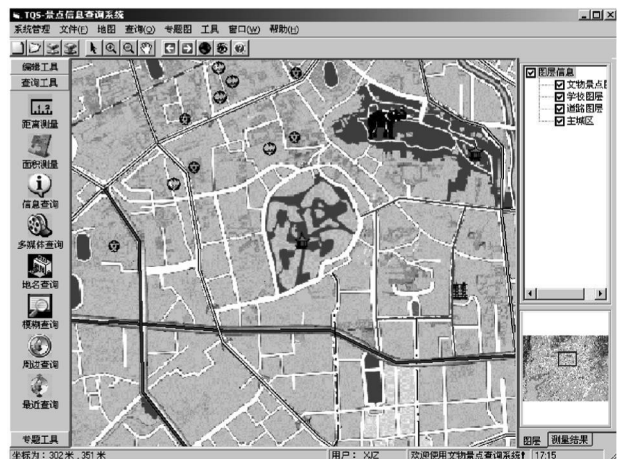 TQS-景点信息查询系统
系统管理 文件(F) 地图 查询(Q) 专题图 工具 窗口(W) 帮助(H)
编辑工具
查询工具
距离测量
面积测量
信息查询
多媒体查询
地名查询
模糊查询
周边查询
最近查询
专题工具
图层信息
文物景点
学校图层
道路图层
主城区
图层 测量结果
坐标为：302米，351米
用户： XJZ
欢迎使用文物景点查询系统!
17:15